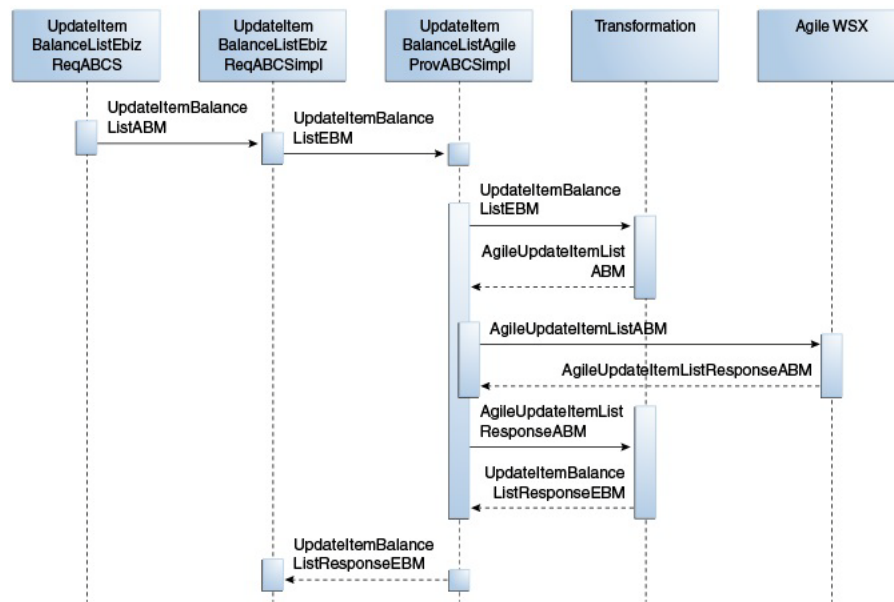 UpdateItem
BalanceListEbiz
ReqABCS
UpdateItem
BalanceListEbiz
ReqABCSimpl
UpdateItem
BalanceListAgile
ProvABCSimpl
Transformation
Agile WSX
UpdateItemBalance
ListABM
UpdateItemBalance
ListEBM
UpdateItemBalance
ListEBM
AgileUpdateItemList
ABM
AgileUpdateItemListABM
AgileUpdateItemListResponseABM
AgileUpdateItemList
ResponseABM
UpdateItemBalance
ListResponseEBM
UpdateItemBalance
ListResponseEBM